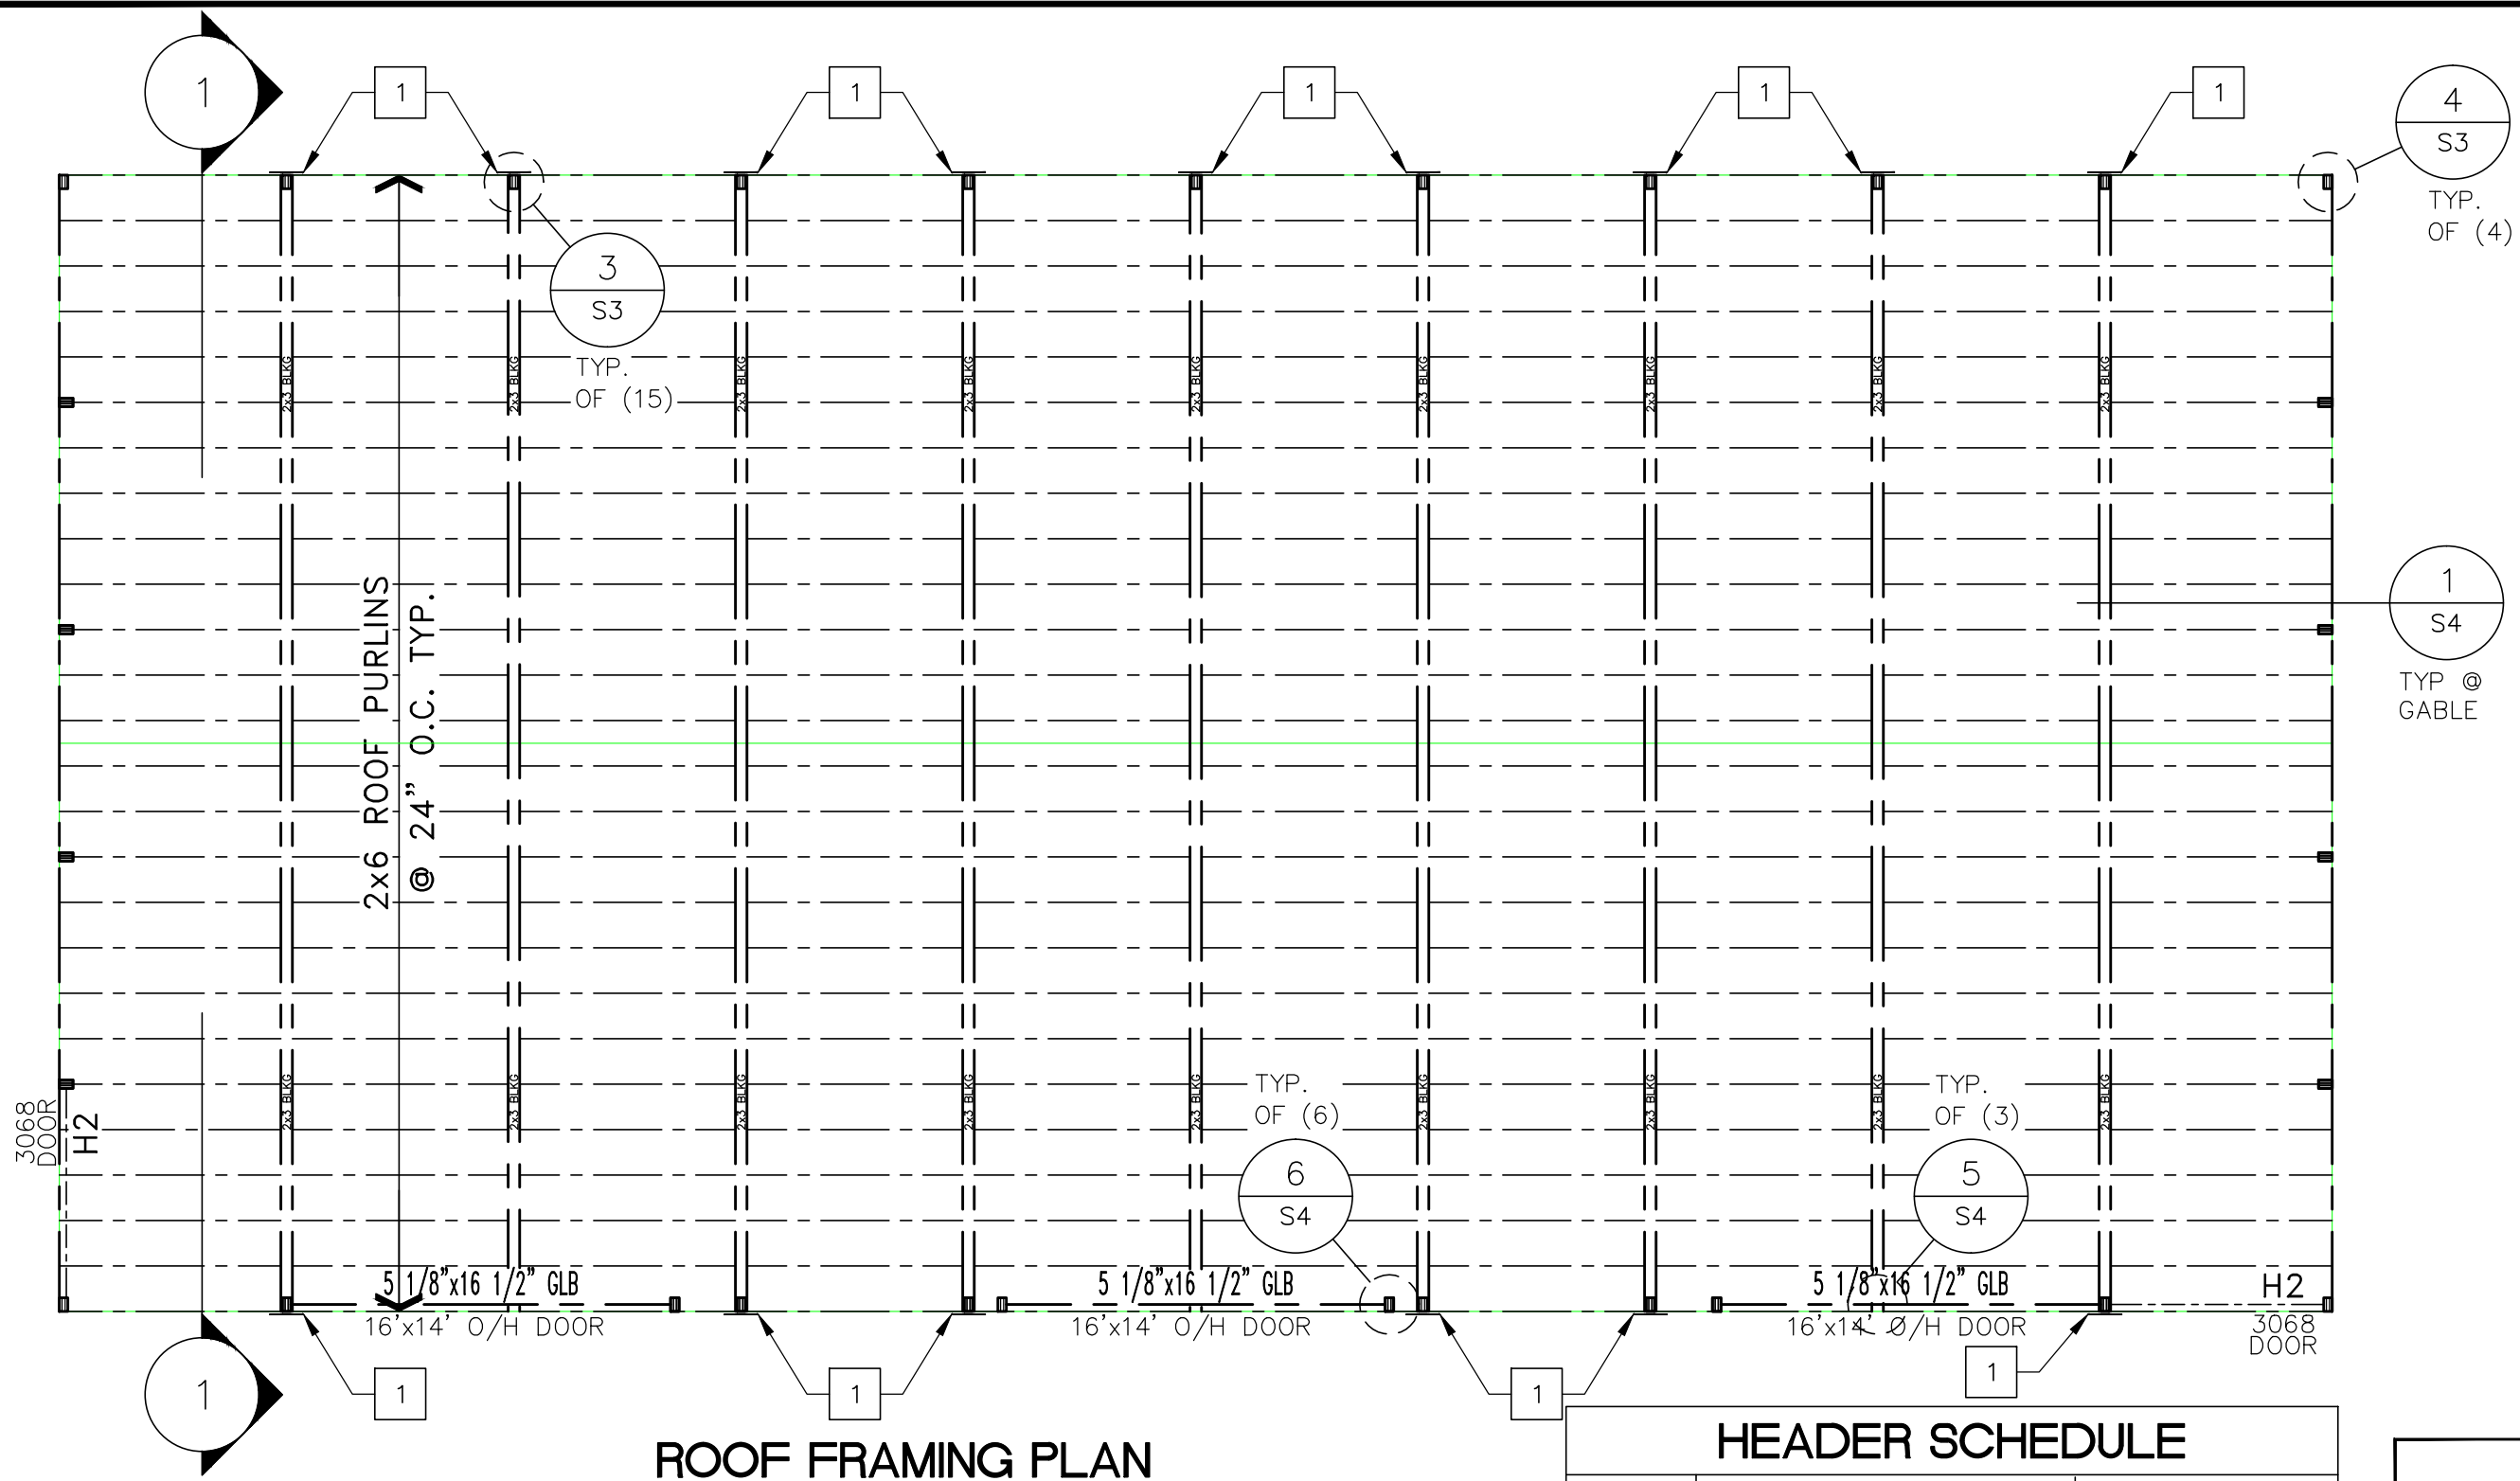 1
1
1
1
1
1
4
S3
TYP.
OF (4)
3
S3
TYP.
OF (15)
2x3 BLKG
2x3 BLKG
2x3 BLKG
2x3 BLKG
2x3 BLKG
2x3 BLKG
2x3 BLKG
2x3 BLKG
2x3 BLKG
2x6 ROOF PURLINS
@ 24" O.C. TYP.
1
S4
TYP @
GABLE
3068
DOOR
H2
2x3 BLKG
2x3 BLKG
2x3 BLKG
2x3 BLKG
2x3 BLKG
2x3 BLKG
2x3 BLKG
2x3 BLKG
2x3 BLKG
TYP.
OF (6)
6
S4
TYP.
OF (3)
5
S4
5 1/8"x16 1/2" GLB
16'x14' O/H DOOR
5 1/8"x16 1/2" GLB
16'x14' O/H DOOR
5 1/8"x16 1/2" GLB
16'x14' O/H DOOR
H2
3068
DOOR
1
1
1
1
1
ROOF FRAMING PLAN
HEADER SCHEDULE